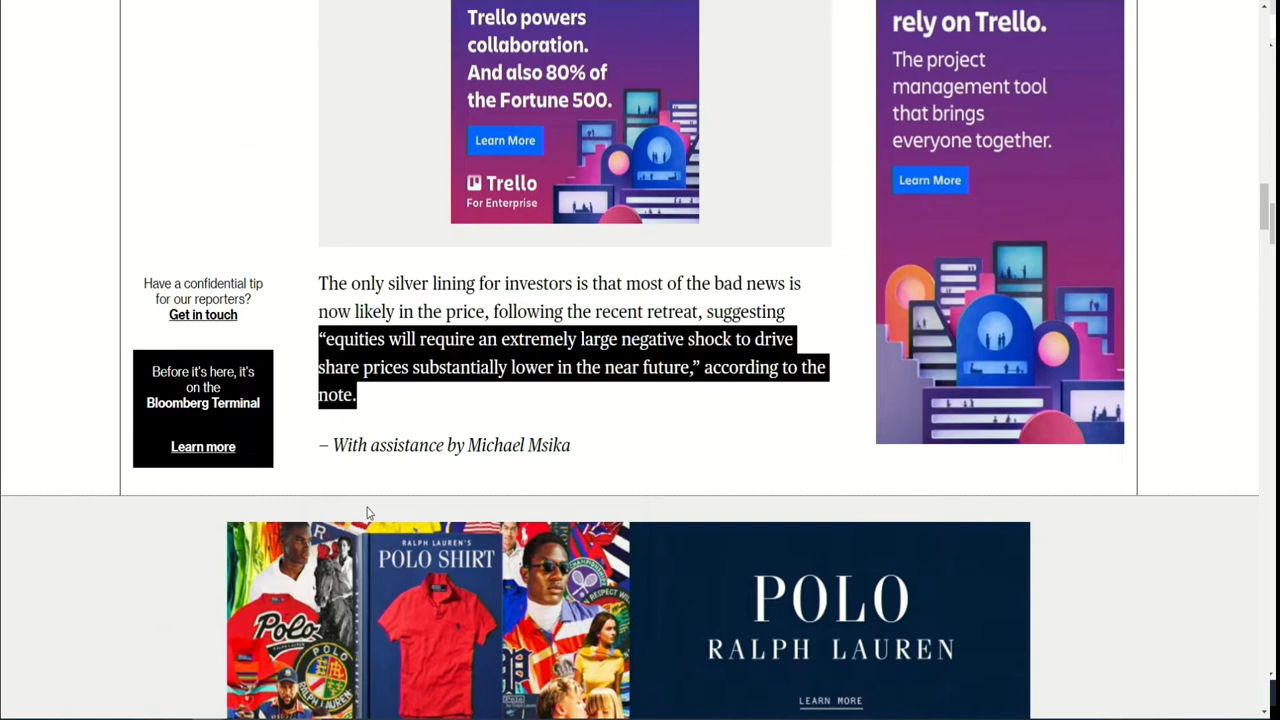 Trello powers
collaboration.
And also 80% of
the Fortune 500.
Learn More
Trello
For Enterprise
rely on Trello.
The project
management tool
that brings
everyone together.
Learn More
Have a confidential tip
for our reporters?
Get in touch
Before it's here, it's
on the
Bloomberg Terminal
Learn more
The only silver lining for investors is that most of the bad news is
now likely in the price, following the recent retreat, suggesting
“equities will require an extremely large negative shock to drive
share prices substantially lower in the near future,” according to the
note.
– With assistance by Michael Msika
RALPH LAUREN'S
POLO SHIRT
Polo
POLO
RALPH LAUREN
LEARN MORE